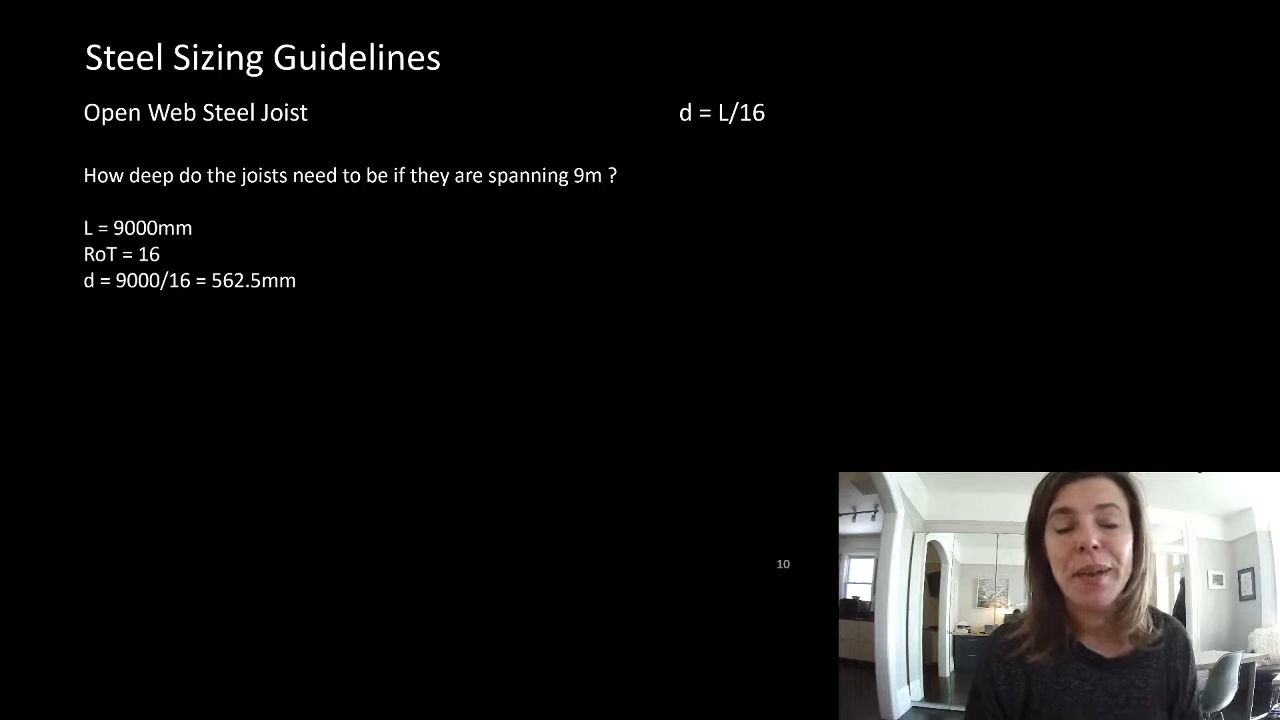 Steel Sizing Guidelines
Open Web Steel Joist d = L/16
How deep do the joists need to be if they are spanning 9m ?
L = 9000mm
RoT = 16
d = 9000/16 = 562.5mm
10